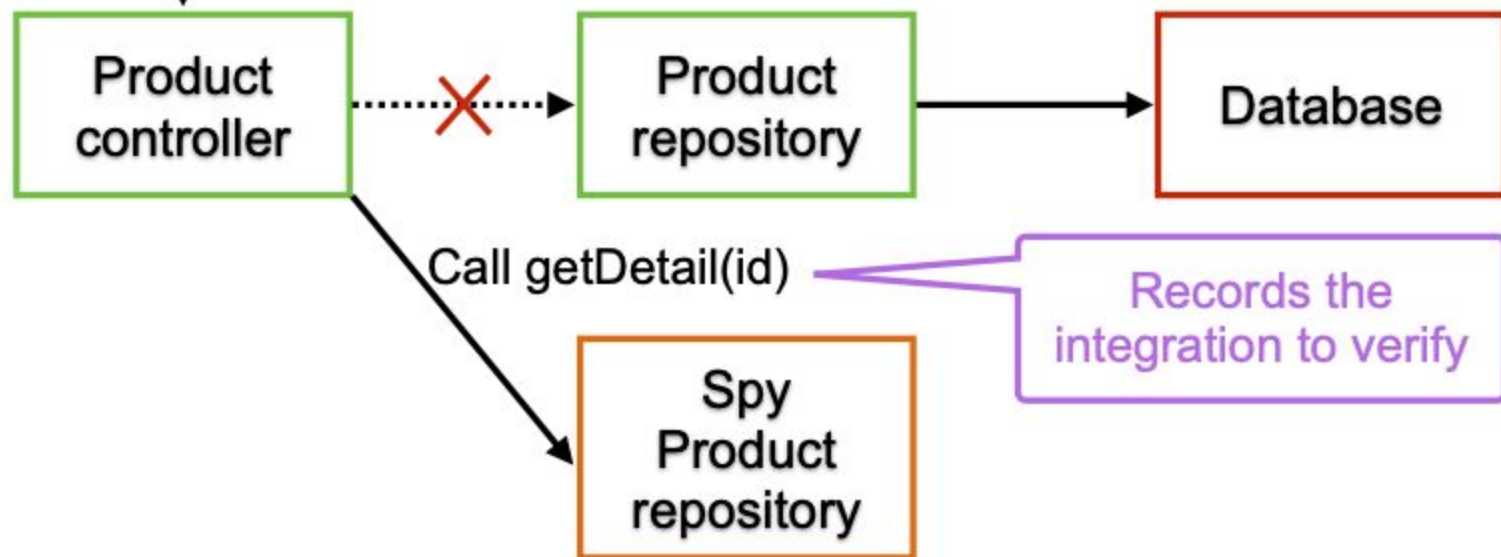 Product
controller
Product
repository
Database
Call getDetail(id)
Records the
integration to verify
Spy
Product
repository